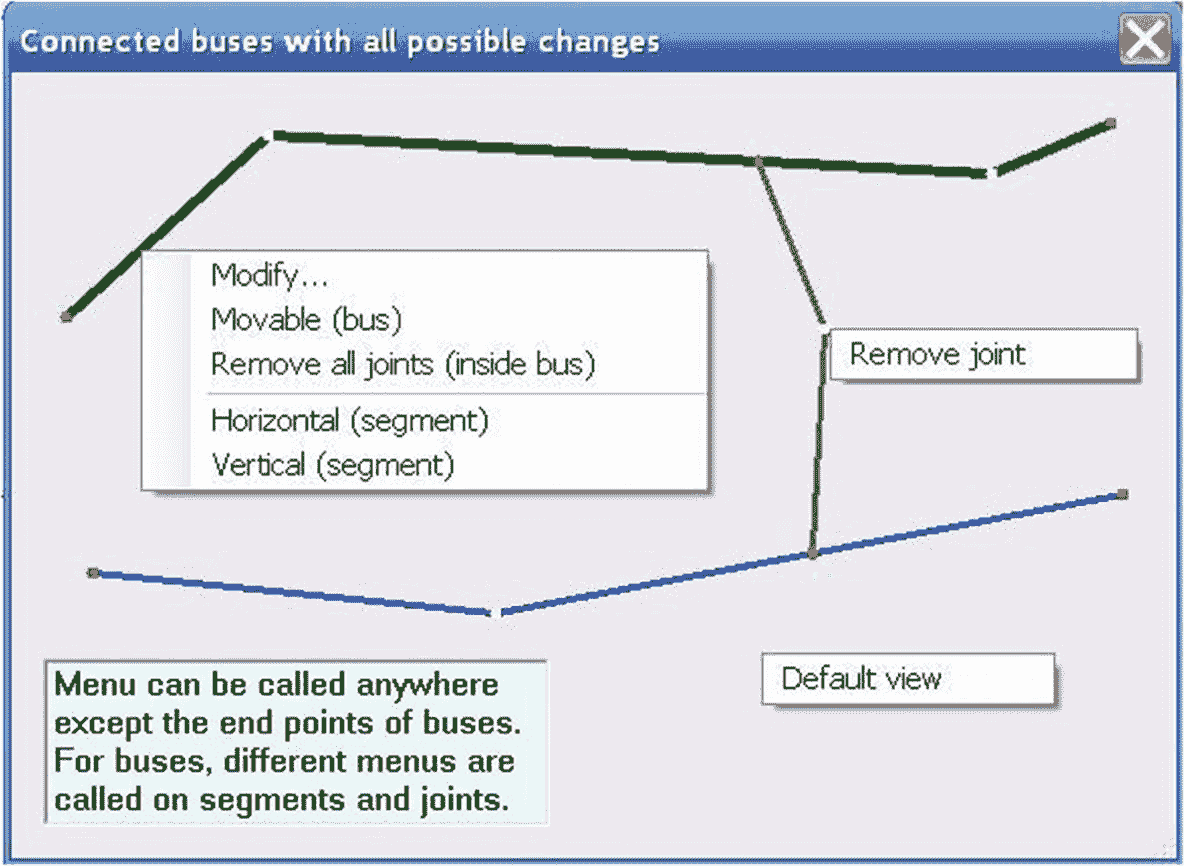 Connected buses with all possible changes
Modify...
Movable (bus)
Remove all joints (inside bus)
Horizontal (segment)
Vertical (segment)
Remove joint
Default view
Menu can be called anywhere
except the end points of buses.
For buses, different menus are
called on segments and joints.